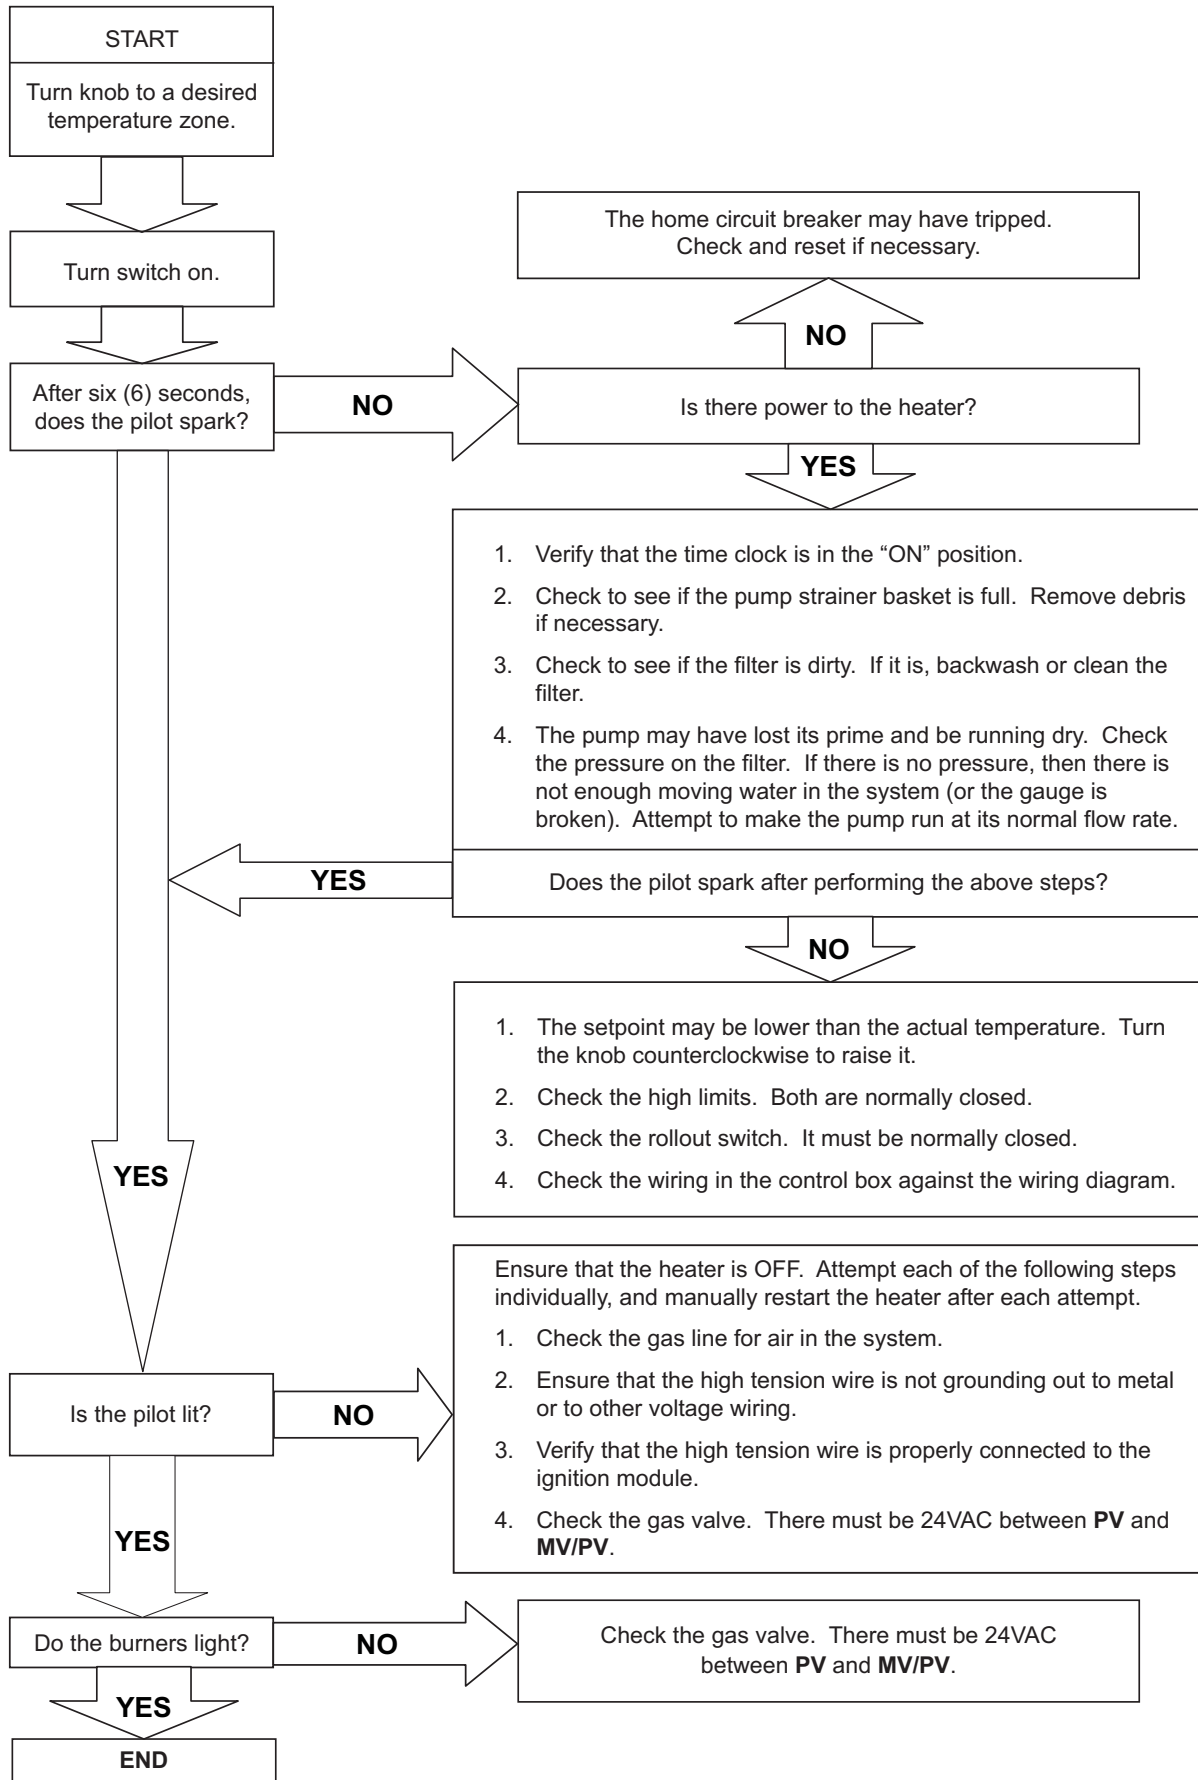 START
Turn knob to a desired
temperature zone.
Turn switch on.
After six (6) seconds,
does the pilot spark?
NO
The home circuit breaker may have tripped.
Check and reset if necessary.
NO
Is there power to the heater?
YES
1. Verify that the time clock is in the “ON” position.
2. Check to see if the pump strainer basket is full. Remove debris
if necessary.
3. Check to see if the filter is dirty. If it is, backwash or clean the
filter.
4. The pump may have lost its prime and be running dry. Check
the pressure on the filter. If there is no pressure, then there is
not enough moving water in the system (or the gauge is
broken). Attempt to make the pump run at its normal flow rate.
YES
Does the pilot spark after performing the above steps?
NO
1. The setpoint may be lower than the actual temperature. Turn
the knob counterclockwise to raise it.
2. Check the high limits. Both are normally closed.
3. Check the rollout switch. It must be normally closed.
4. Check the wiring in the control box against the wiring diagram.
YES
Is the pilot lit?
NO
Ensure that the heater is OFF. Attempt each of the following steps
individually, and manually restart the heater after each attempt.
1. Check the gas line for air in the system.
2. Ensure that the high tension wire is not grounding out to metal
or to other voltage wiring.
3. Verify that the high tension wire is properly connected to the
ignition module.
4. Check the gas valve. There must be 24VAC between PV and
MV/PV.
YES
Do the burners light?
NO
Check the gas valve. There must be 24VAC
between PV and MV/PV.
YES
END